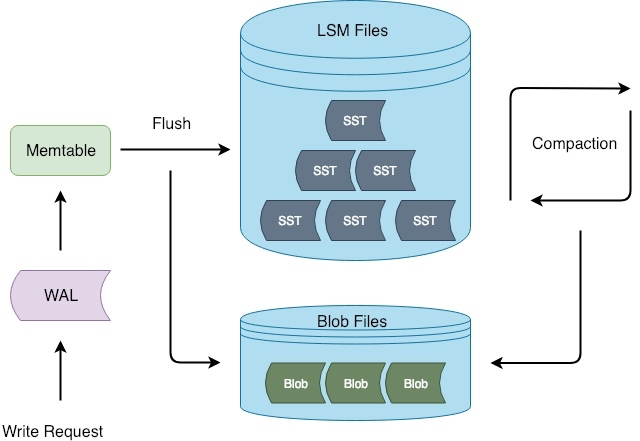 LSM Files
SST
Flush
Memtable
Compaction
SST SST
SST SST SST
WAL
Blob Files
Blob Blob Blob
Write Request